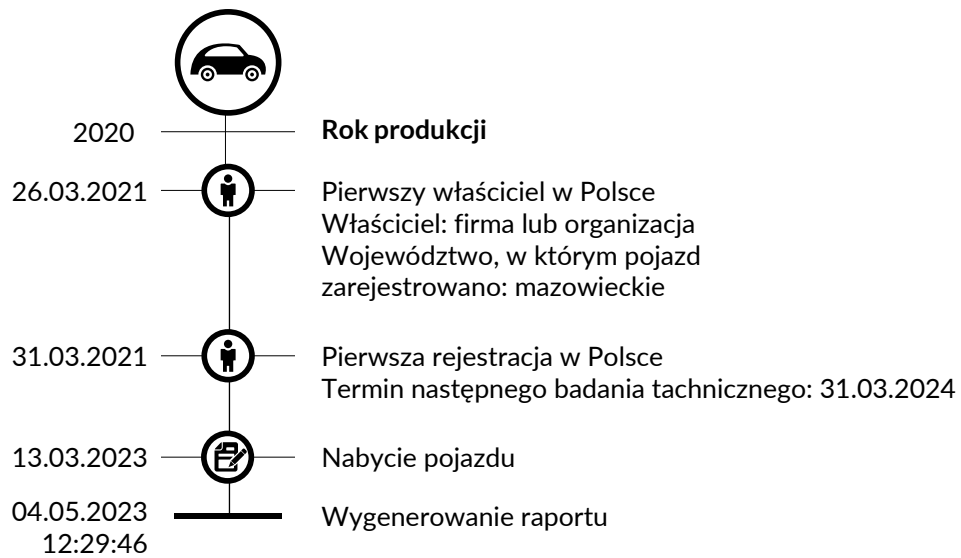 2020 Rok produkcji
26.03.2021 Pierwszy właściciel w Polsce
Właściciel: firma lub organizacja
Województwo, w którym pojazd
zarejestrowano: mazowieckie
31.03.2021 Pierwsza rejestracja w Polsce
Termin następnego badania tachnicznego: 31.03.2024
13.03.2023 Nabycie pojazdu
04.05.2023 Wygenerowanie raportu
12:29:46